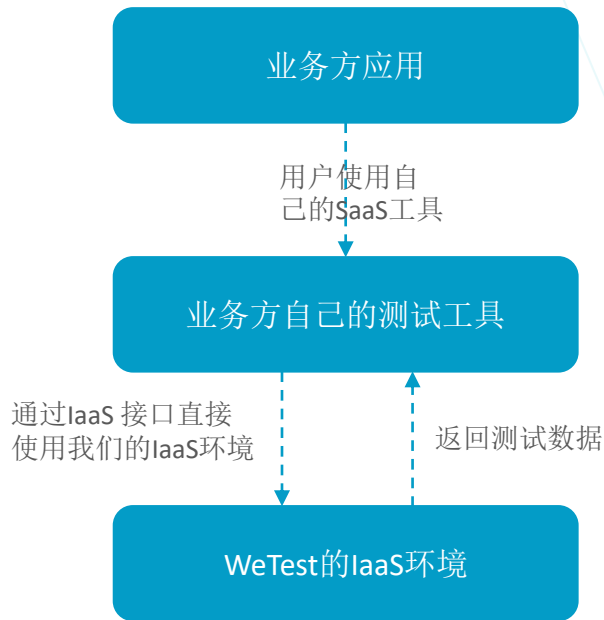 业务方应用
用户使用自
己的SaaS工具
业务方自己的测试工具
通过IaaS 接口直接
使用我们的IaaS环境
返回测试数据
WeTest的IaaS环境